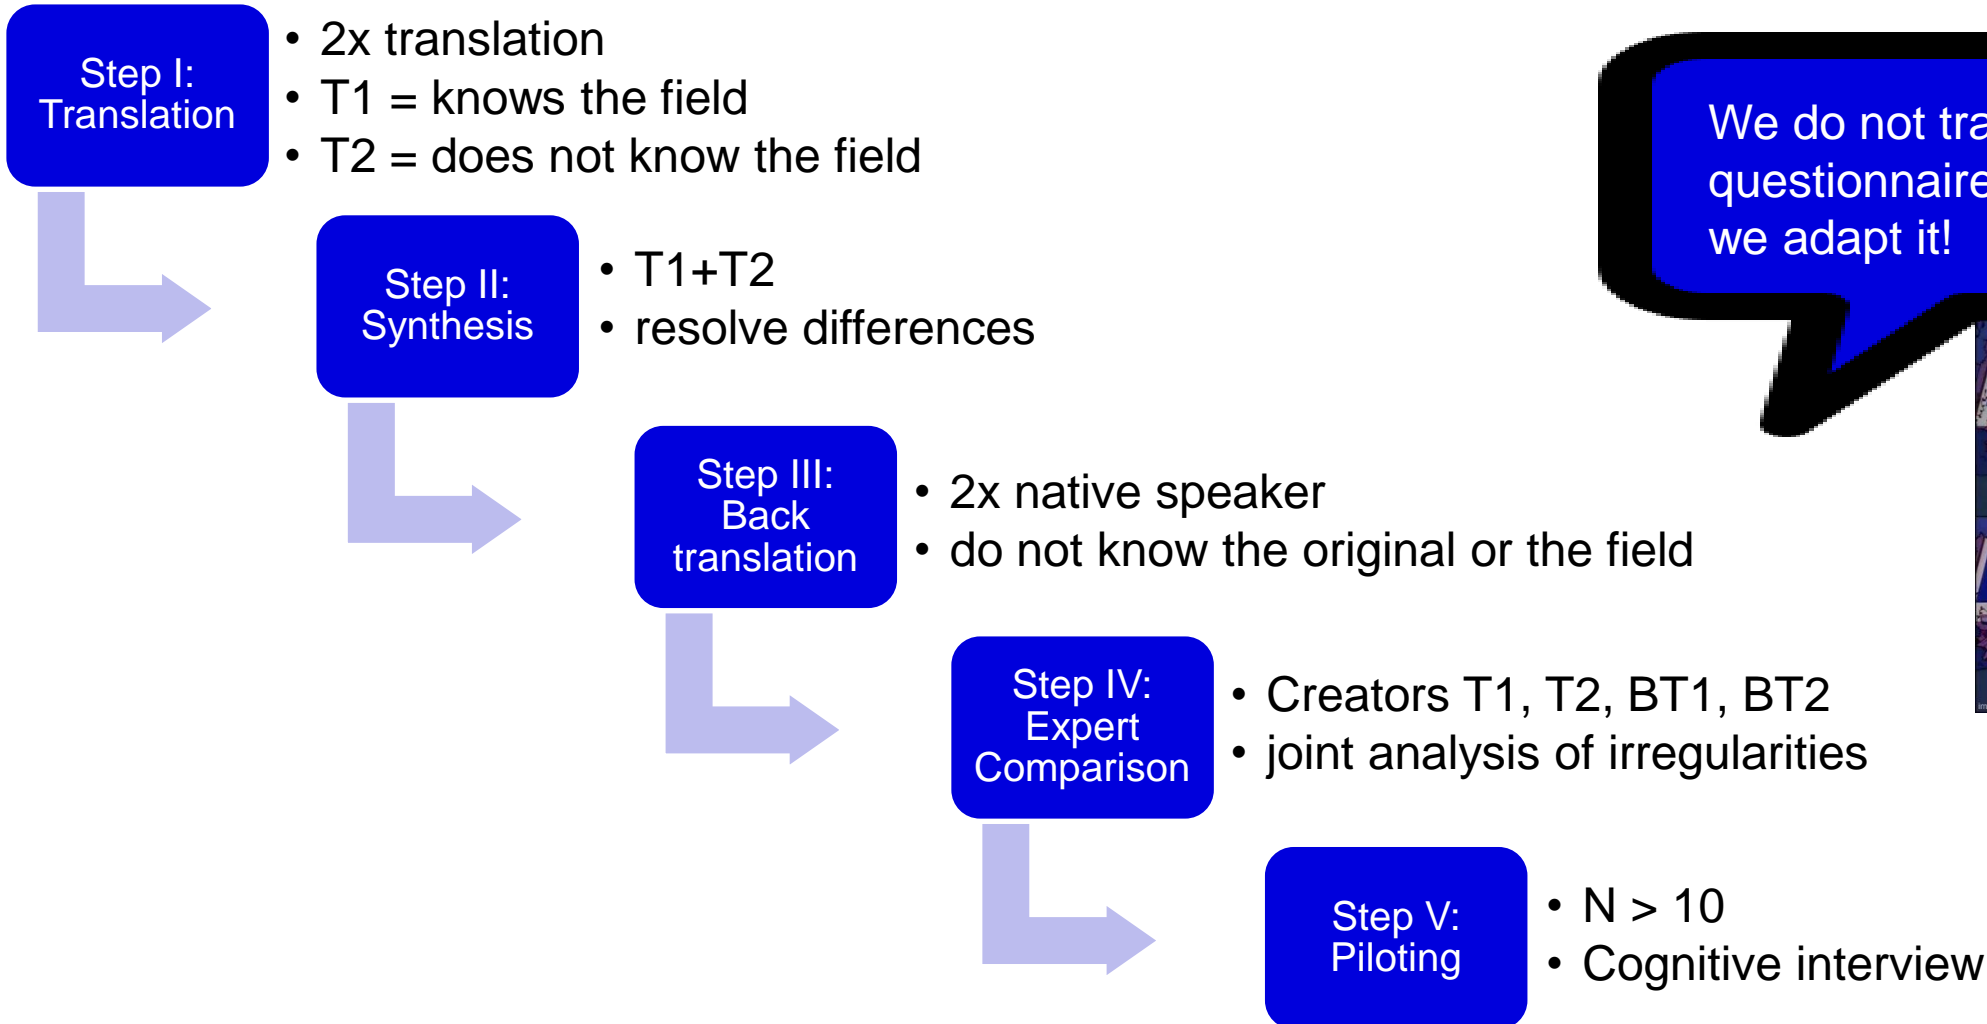 Step I:
Translation
• 2x translation
• T1 = knows the field
• T2 = does not know the field
We do not
questionnaire
we adapt it!
Step II:
Synthesis
• T1+T2
• resolve differences
Step III:
Back
translation
• 2x native speaker
• do not know the original or the field
Step IV:
Expert
Comparison
• Creators T1, T2, BT1, BT2
• joint analysis of irregularities
Step V:
Piloting
• N > 10
• Cognitive interview